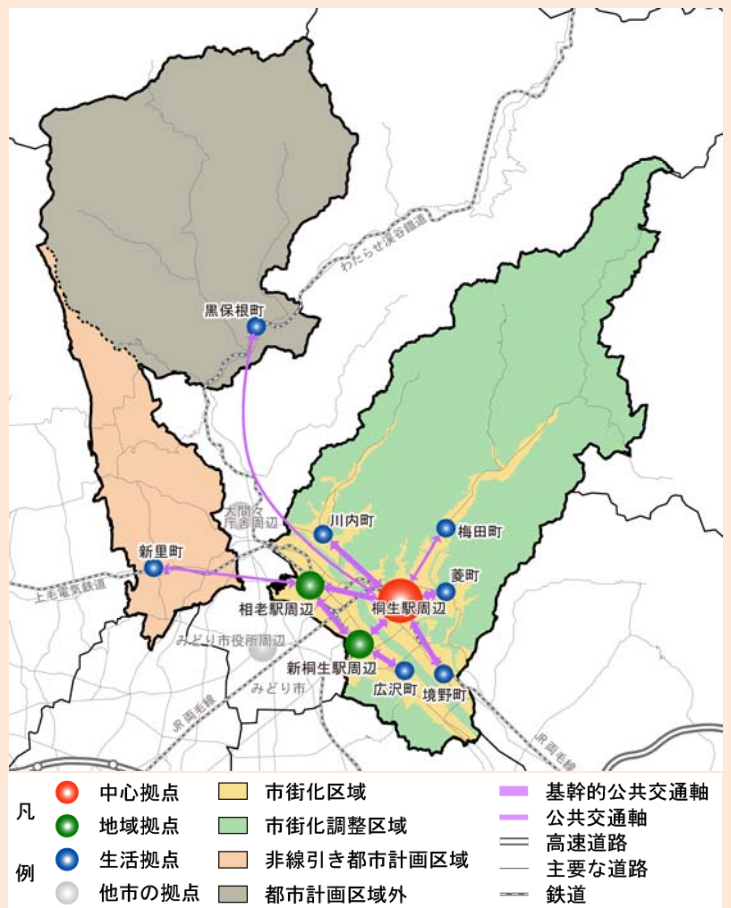 わたらせ渓谷鐵道
黒保根町
大間々
庁舎周辺
川内町
梅田町
新里町
菱町
上毛電気鉄道
相老駅周辺
桐生駅周辺
みどり市役所周辺
新桐生駅周辺
みどり市
広沢町
境野町
JR両毛線
JR両毛線
凡
例
中心拠点
地域拠点
生活拠点
他市の拠点
市街化区域
市街化調整区域
非線引き都市計画区域
都市計画区域外
基幹的公共交通軸
公共交通軸
高速道路
主要な道路
鉄道